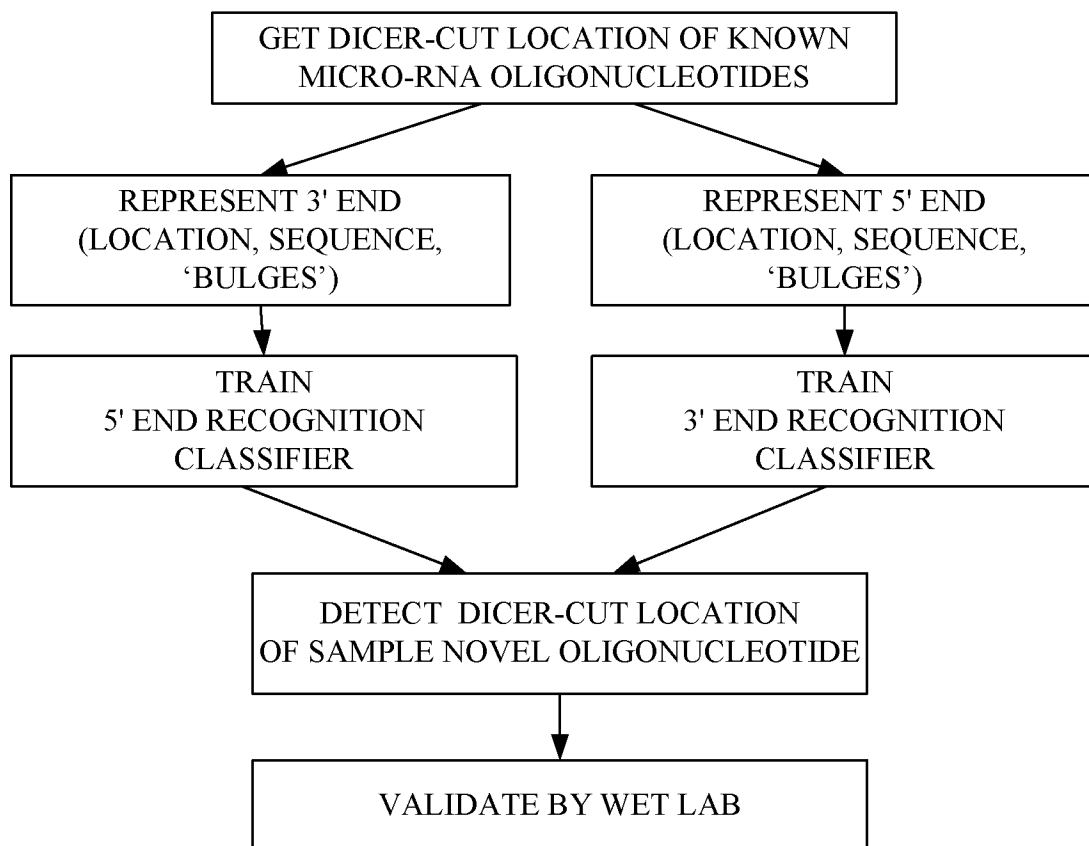 GET DICER-CUT LOCATION OF KNOWN
MICRO-RNA OLIGONUCLEOTIDES
REPRESENT 3' END
(LOCATION, SEQUENCE,
‘BULGES’)
REPRESENT 5' END
(LOCATION, SEQUENCE,
‘BULGES’)
TRAIN
5' END RECOGNITION
CLASSIFIER
TRAIN
3' END RECOGNITION
CLASSIFIER
DETECT DICER-CUT LOCATION
OF SAMPLE NOVEL OLIGONUCLEOTIDE
VALIDATE BY WET LAB